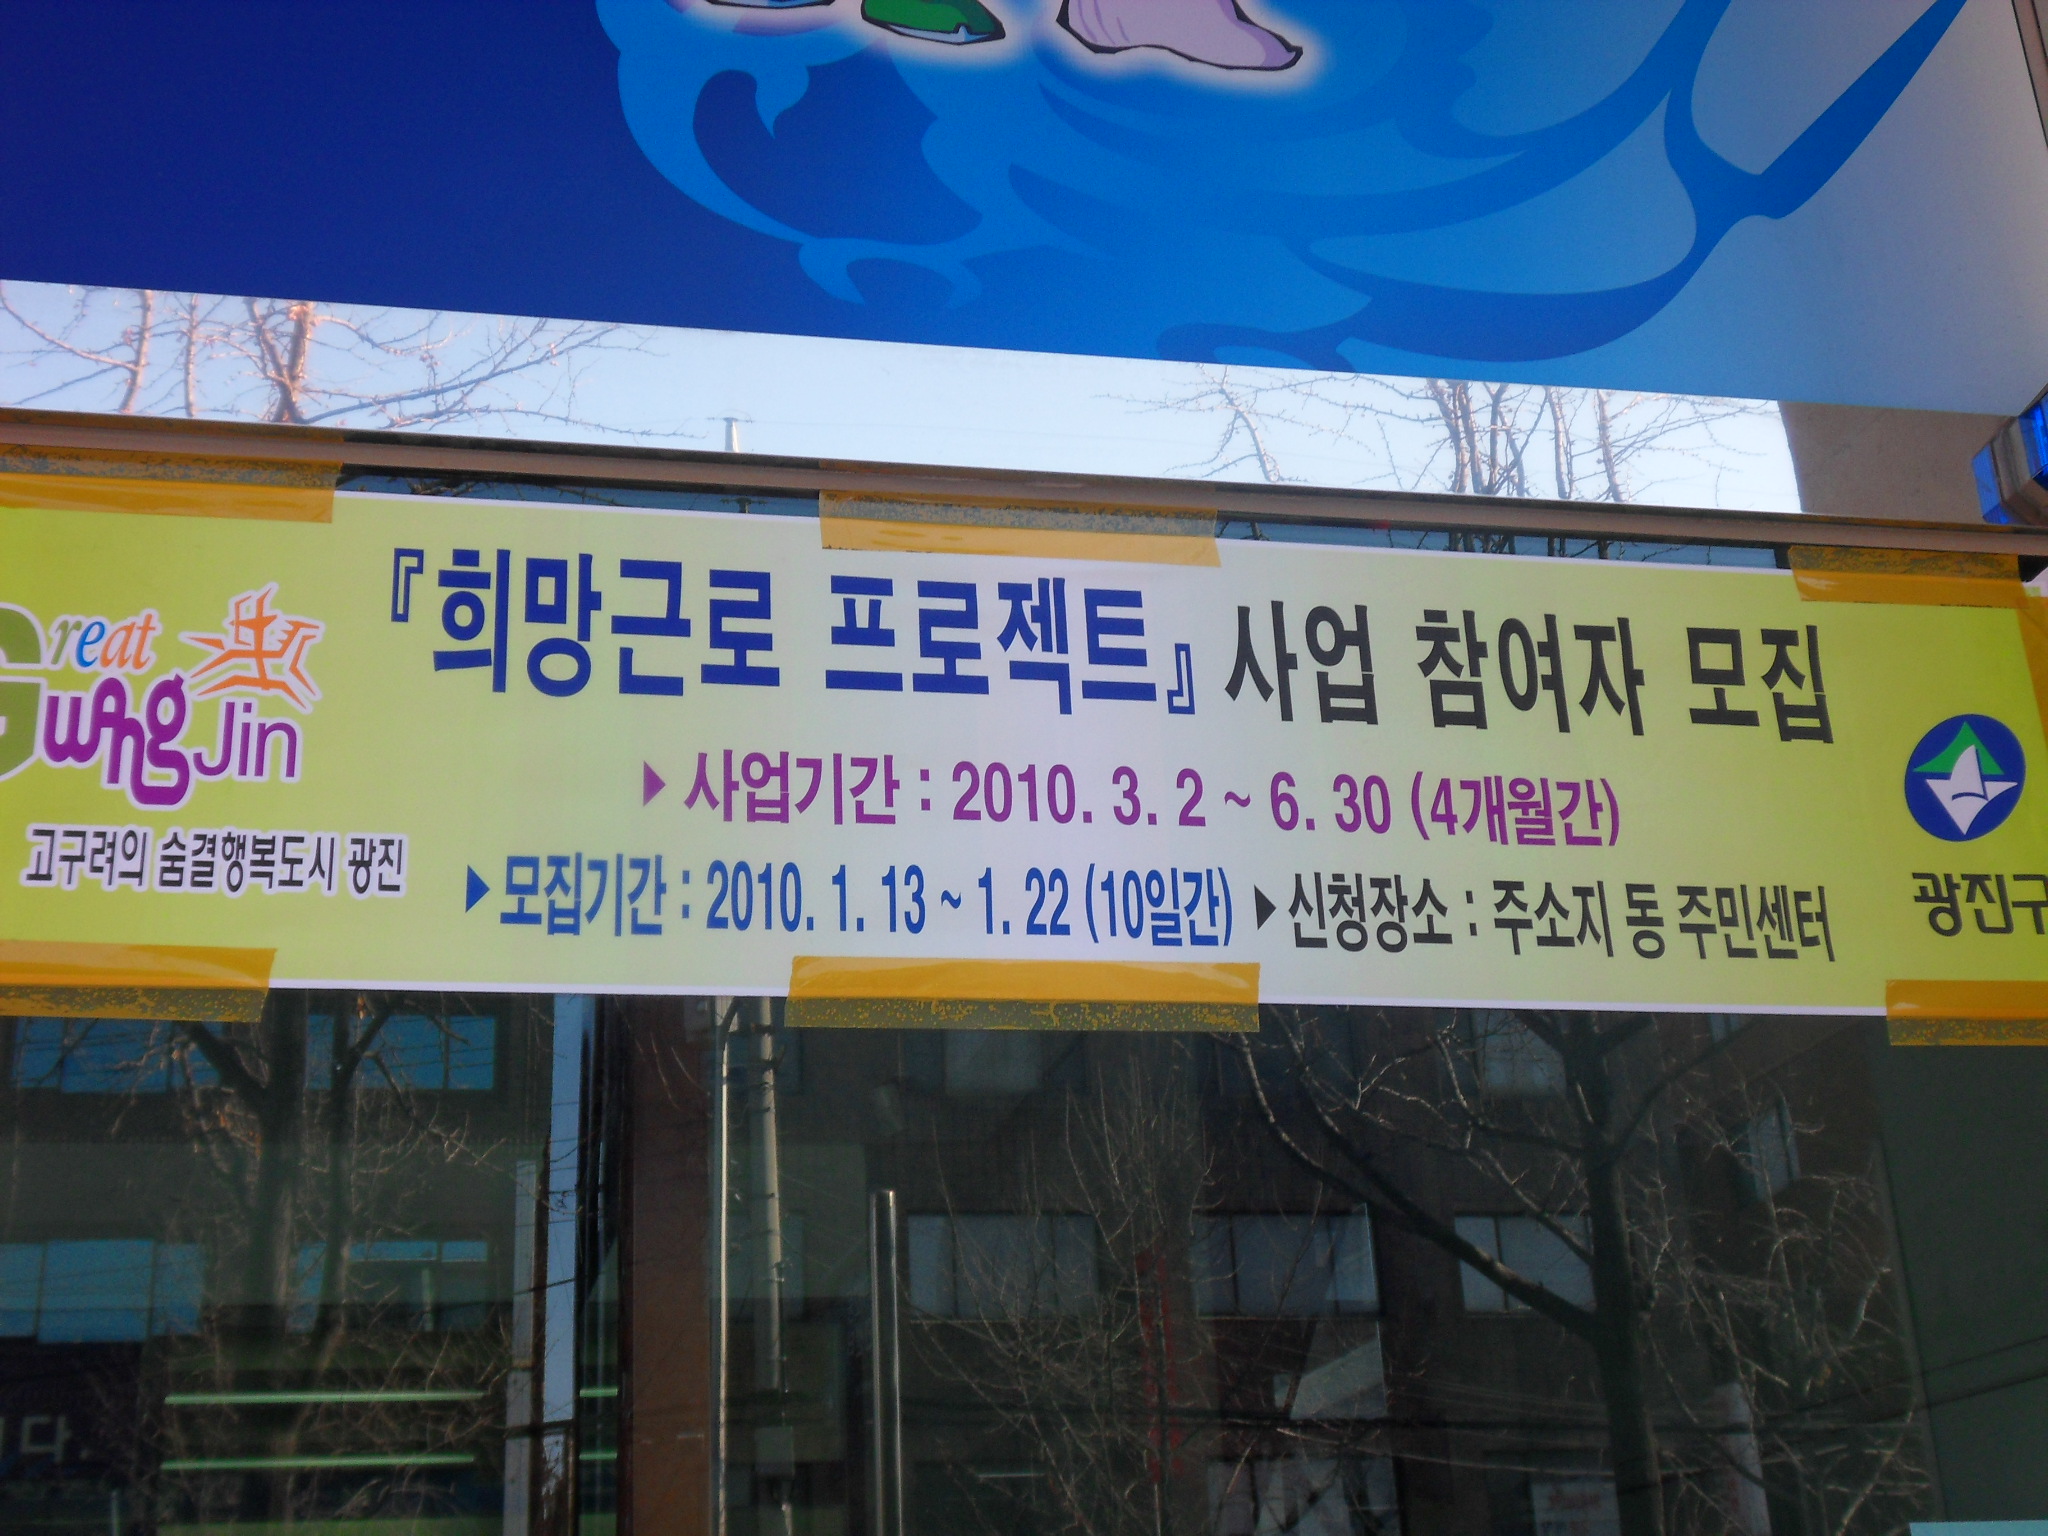 Great
GwangJin
고구려의 숨결행복도시 광진
『희망근로 프로젝트』 사업 참여자 모집
▶ 사업기간 : 2010. 3. 2 ~ 6. 30 (4개월간)
▶ 모집기간 : 2010. 1. 13 ~ 1. 22 (10일간) ▶ 신청장소 : 주소지 동 주민센터
광진구
다.